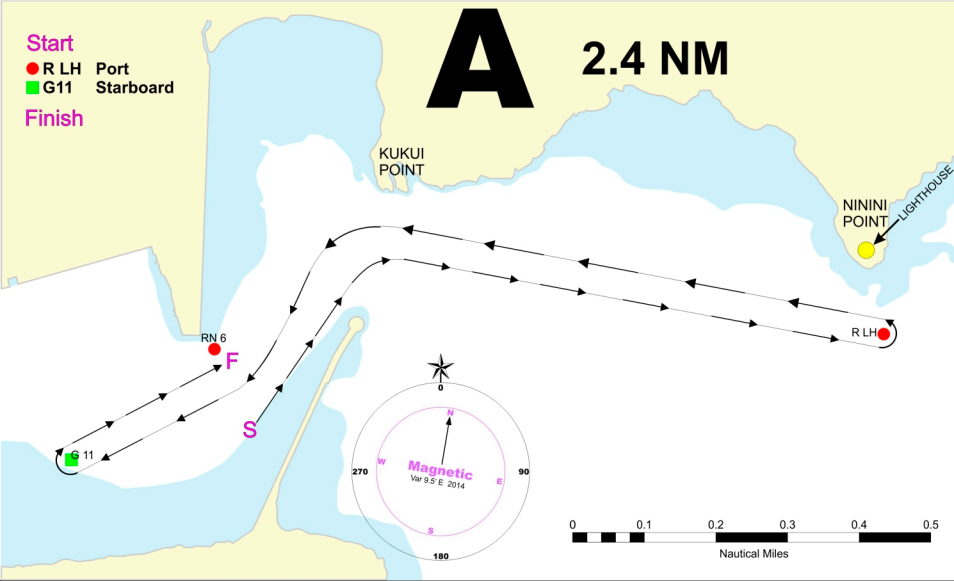 A
2.4 NM
Start
R LH Port
G11 Starboard
Finish
KUKUI
POINT
NININI
POINT
LIGHTHOUSE
RN 6
F
R LH
S
G 11
0
N
270
W
Magnetic
Var 9.5' E 2014
E
90
S
180
0 0.1 0.2 0.3 0.4 0.5
Nautical Miles